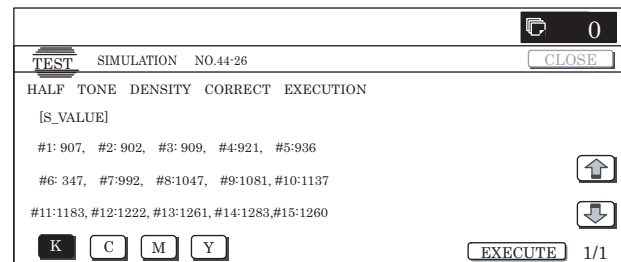 0
TEST SIMULATION NO.44-26 CLOSE
HALF TONE DENSITY CORRECT EXECUTION
[S_VALUE]
#1: 907, #2: 902, #3: 909, #4:921, #5:936
#6: 347, #7:992, #8:1047, #9:1081, #10:1137
#11:1183, #12:1222, #13:1261, #14:1283,#15:1260
K C M Y EXECUTE 1/1